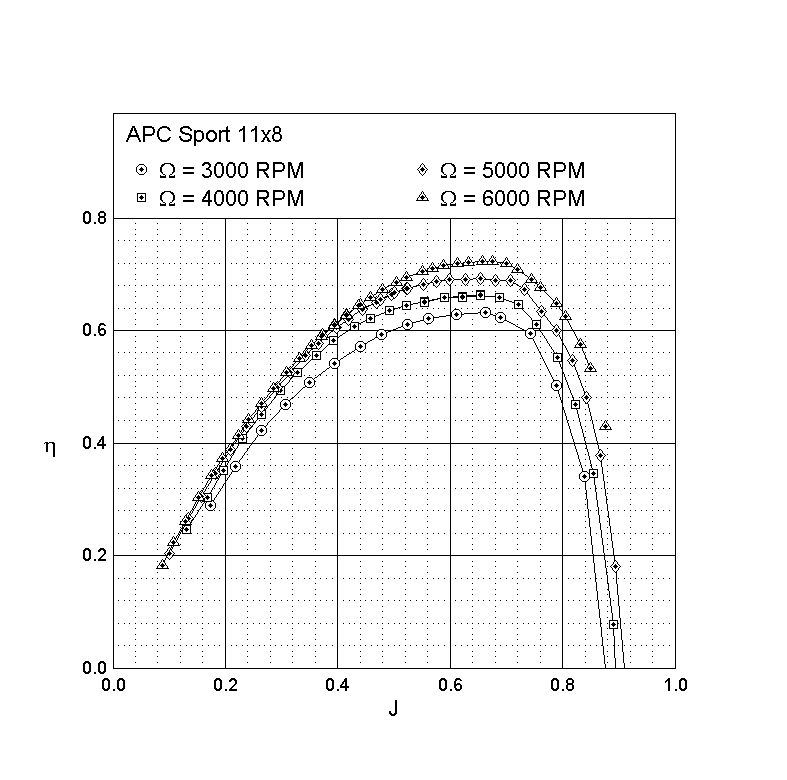 APC Sport 11x8
Ω = 3000 RPM
Ω = 5000 RPM
Ω = 4000 RPM
Ω = 6000 RPM
0.8
0.6
η
0.4
0.2
0.0
0.0 0.2 0.4 0.6 0.8 1.0
J